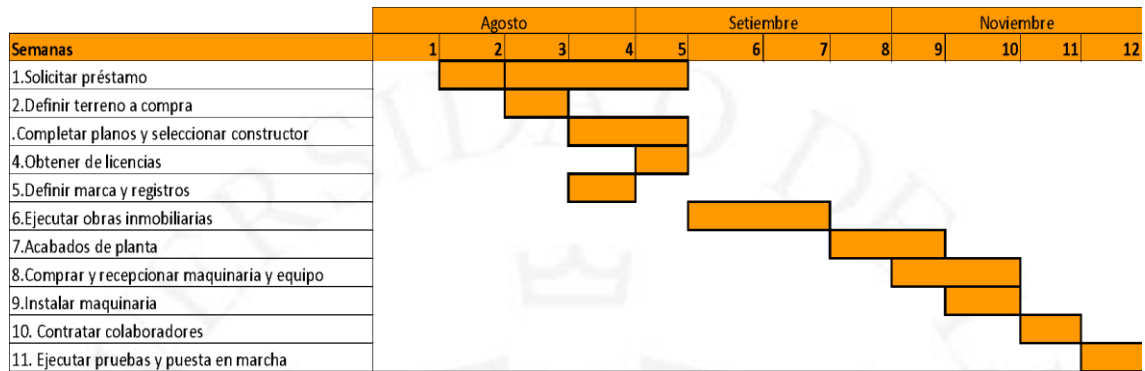 Agosto Setiembre Noviembre
Semanas 1 2 3 4 5 6 7 8 9 10 11 12
1.Solicitar préstamo
2.Definir terreno a compra
.Completar planos y seleccionar constructor
4.Obtener de licencias
5.Definir marca y registros
6.Ejecutar obras inmobiliarias
7.Acabados de planta
8.Comprar y recepcionar maquinaria y equipo
9.Instalar maquinaria
10. Contratar colaboradores
11. Ejecutar pruebas y puesta en marcha